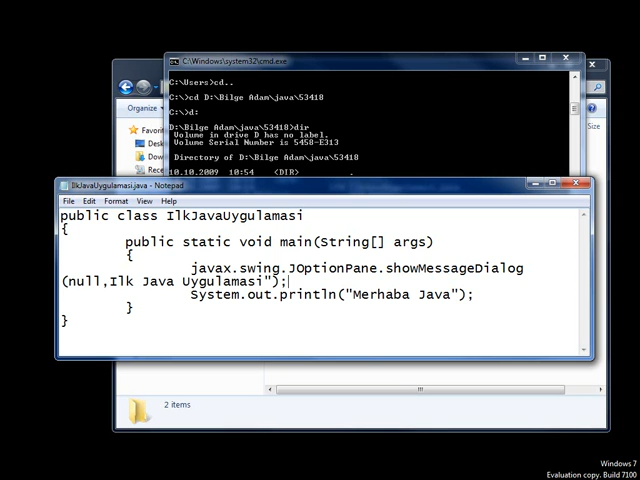 C:\Windows\system32\cmd.exe
C:\Users>cd..
C:\>cd D:\Bilge Adam\java\53418
C:\>d:
D:\Bilge Adam\java\53418>dir
Volume in drive D has no label.
Volume Serial Number is 5458-E313
Directory of D:\Bilge Adam\java\53418
10.10.2009 10:54 <DIR> .
Organize
Size
Favorit
Deskt
Down
Recen
IlkJavaUygulamasi.java - Notepad
File Edit Format View Help
public class IlkJavaUygulamasi
{
public static void main(String[] args)
{
javax.swing.JOptionPane.showMessageDialog
(null,Ilk Java Uygulamasi");
System.out.println("Merhaba Java");
}
}
2 items
Windows 7
Evaluation copy. Build 7100